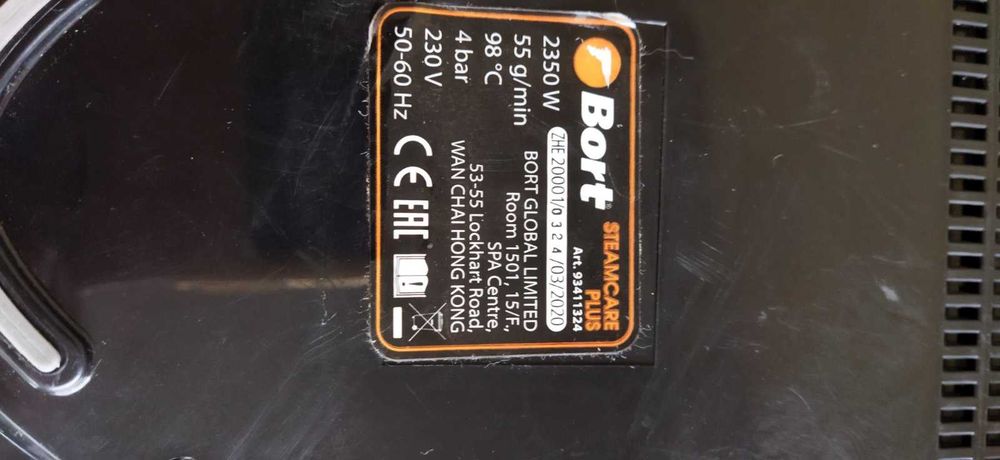 Bort®
STEAMCARE
PLUS
Art. 93411324
2350 W
55 g/min
98 °C
4 bar
230 V
50-60 Hz
ZHE 20001/0 3 2 4 /03/2020
BORT GLOBAL LIMITED
Room 1501, 15/F.,
SPA Centre,
53-55 Lockhart Road,
WAN CHAI HONG KONG
CE EAC